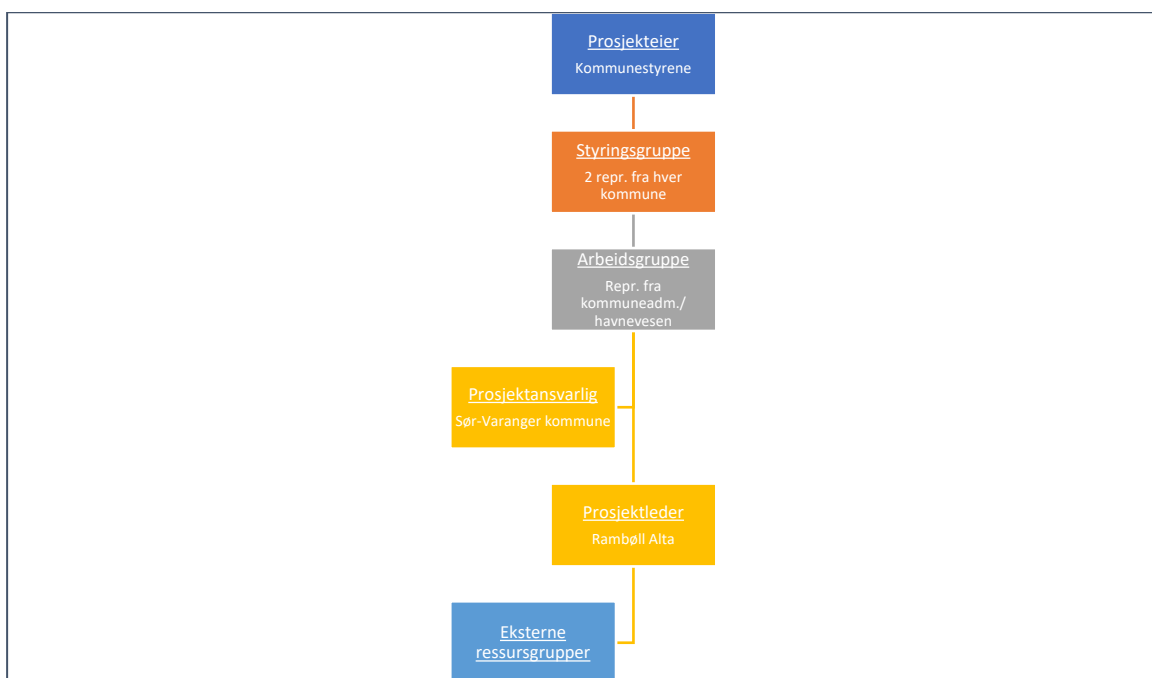 Prosjekteier
Kommunestyrene
Styringsgruppe
2 repr. fra hver
kommune
Arbeidsgruppe
Repr. fra
kommuneadm./
havnevesen
Prosjektansvarlig
Sør-Varanger kommune
Prosjektleder
Rambøll Alta
Eksterne
ressursgrupper